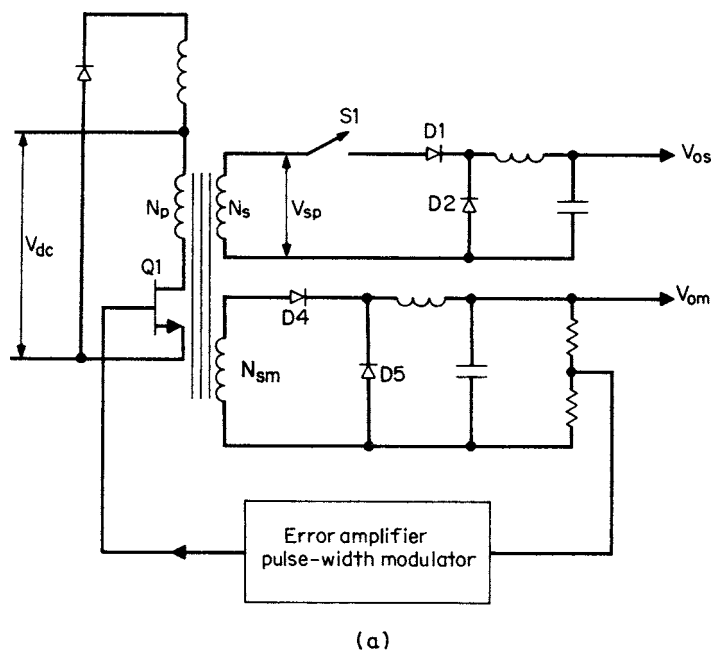 S1
D1
Vos
Np
Ns
Vsp
D2
Vdc
Q1
Vom
D4
Nsm
D5
Error amplifier
pulse-width modulator
(a)